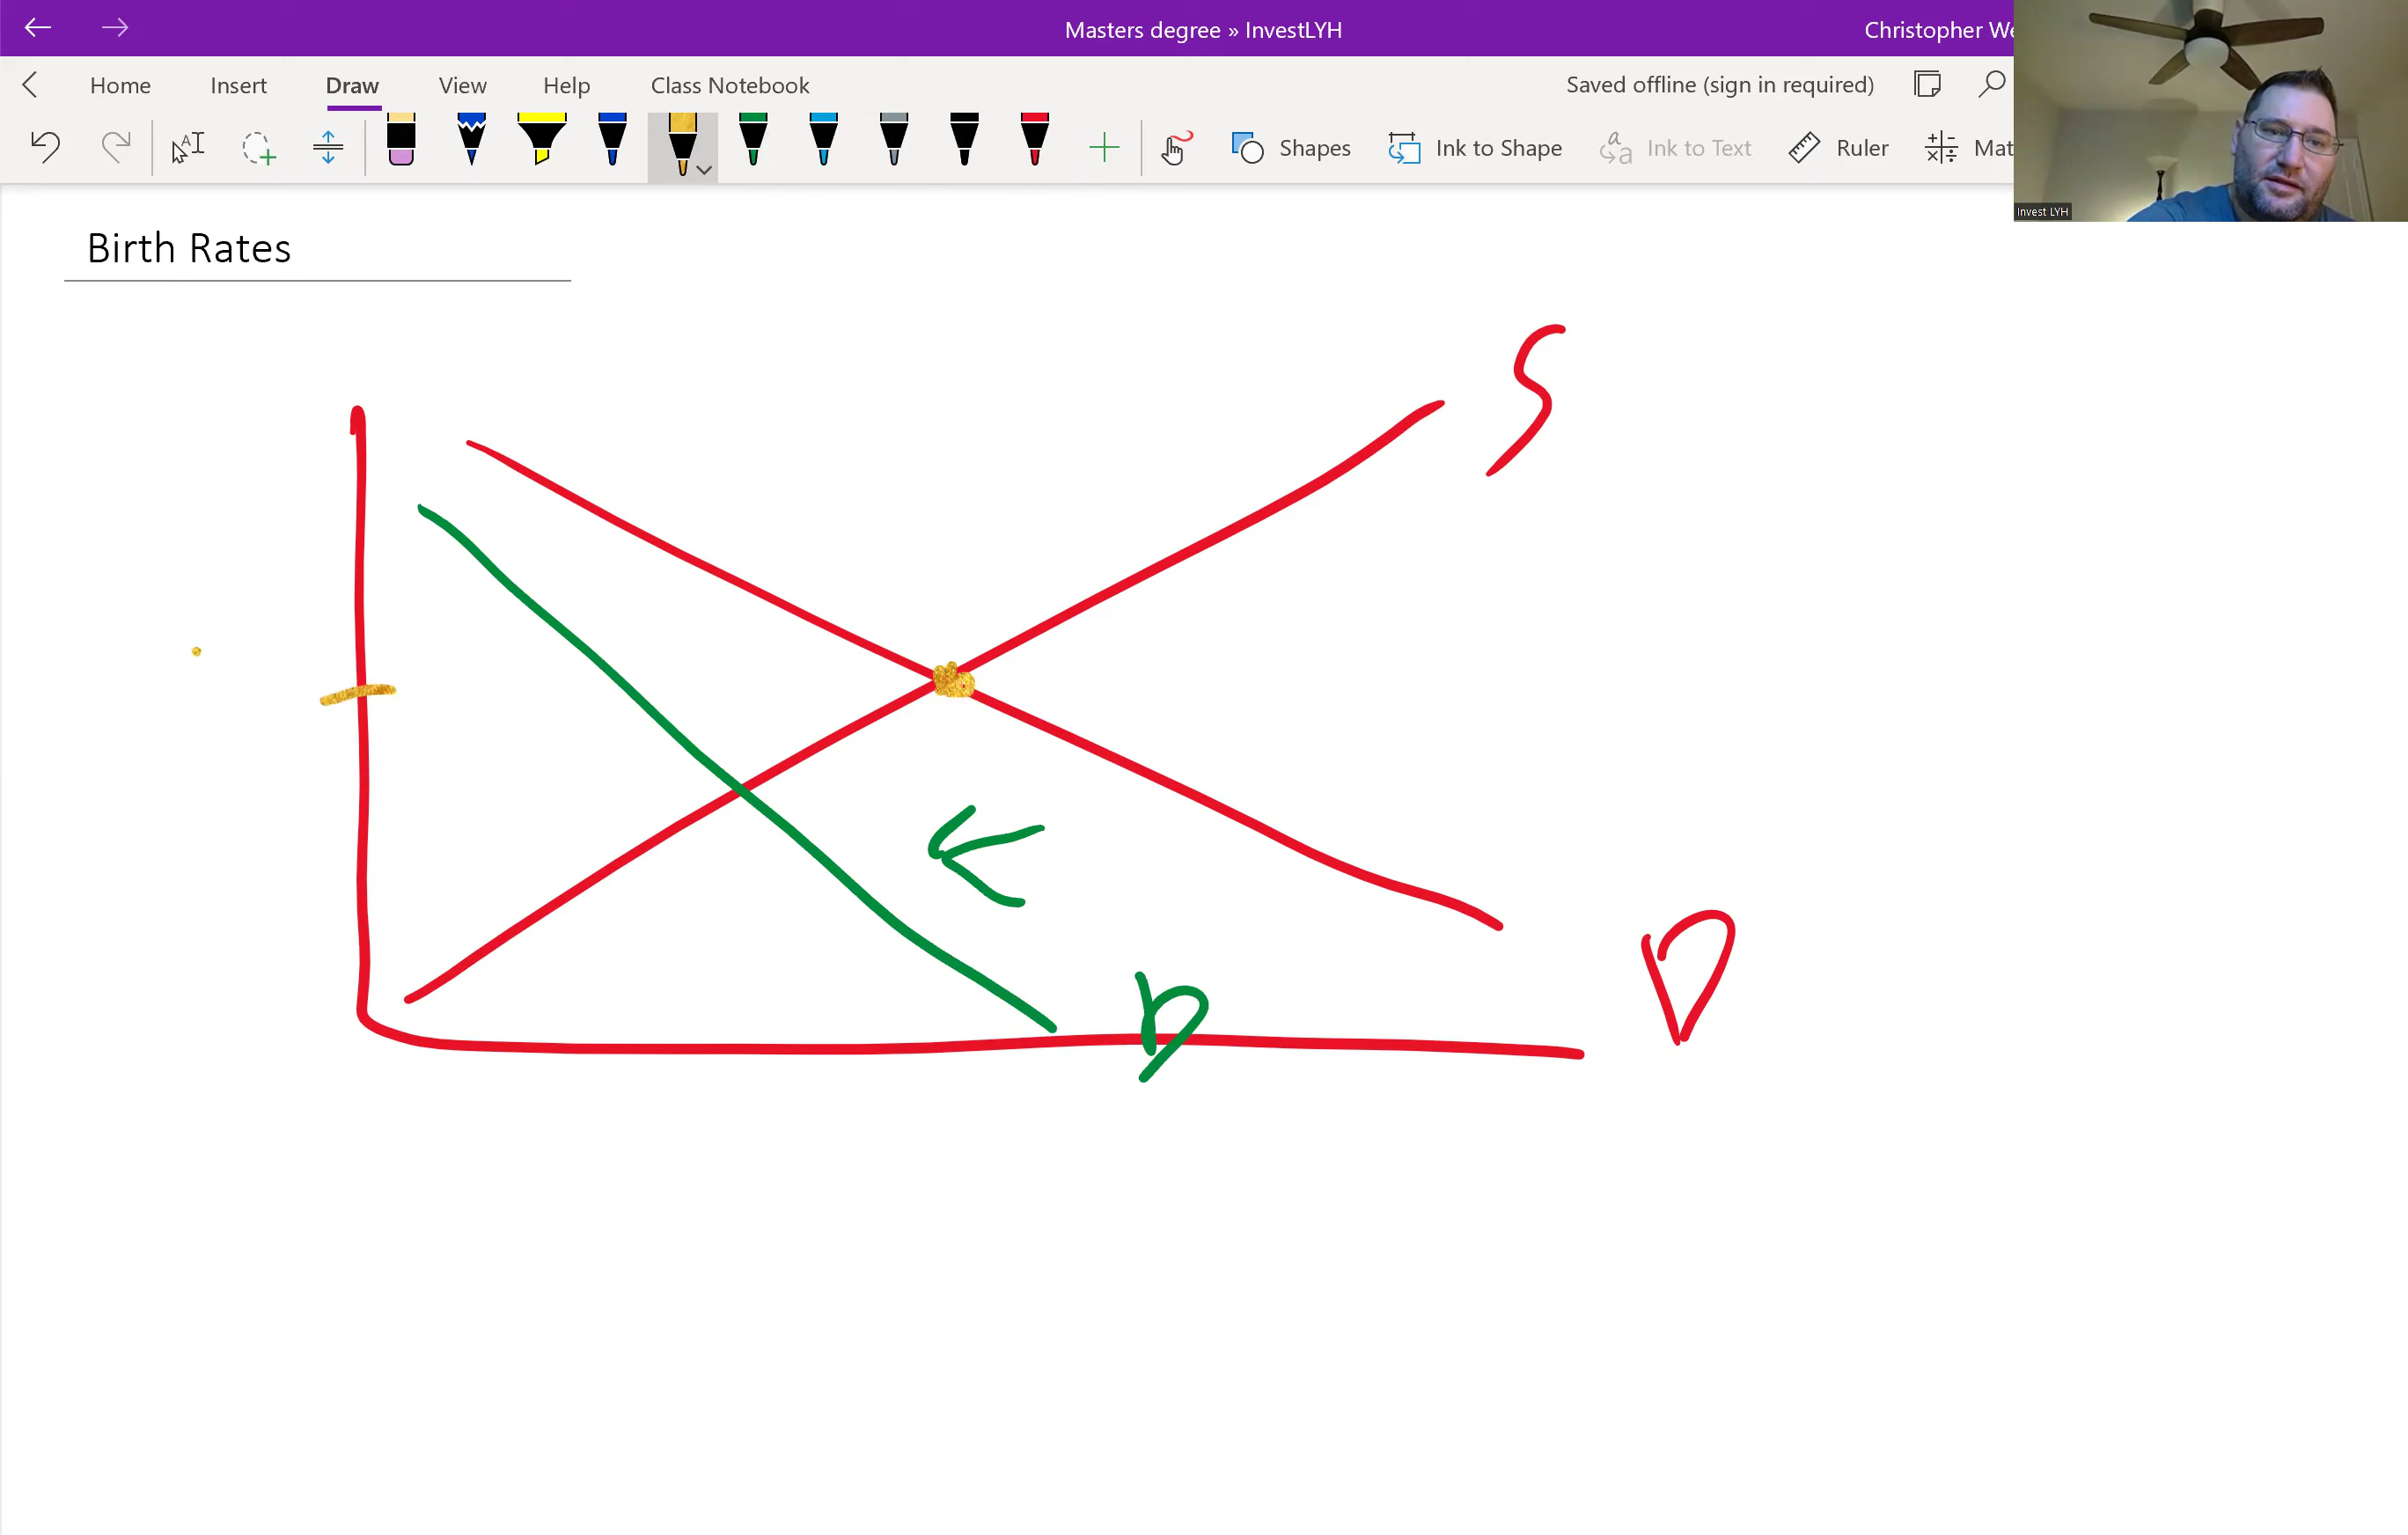 Masters degree » InvestLYH
Christopher We
Home Insert Draw View Help Class Notebook
Saved offline (sign in required)
AI
Shapes
Ink to Shape
a
a
Ink to Text
Ruler
Mat
Invest LYH
Birth Rates
S
D
D